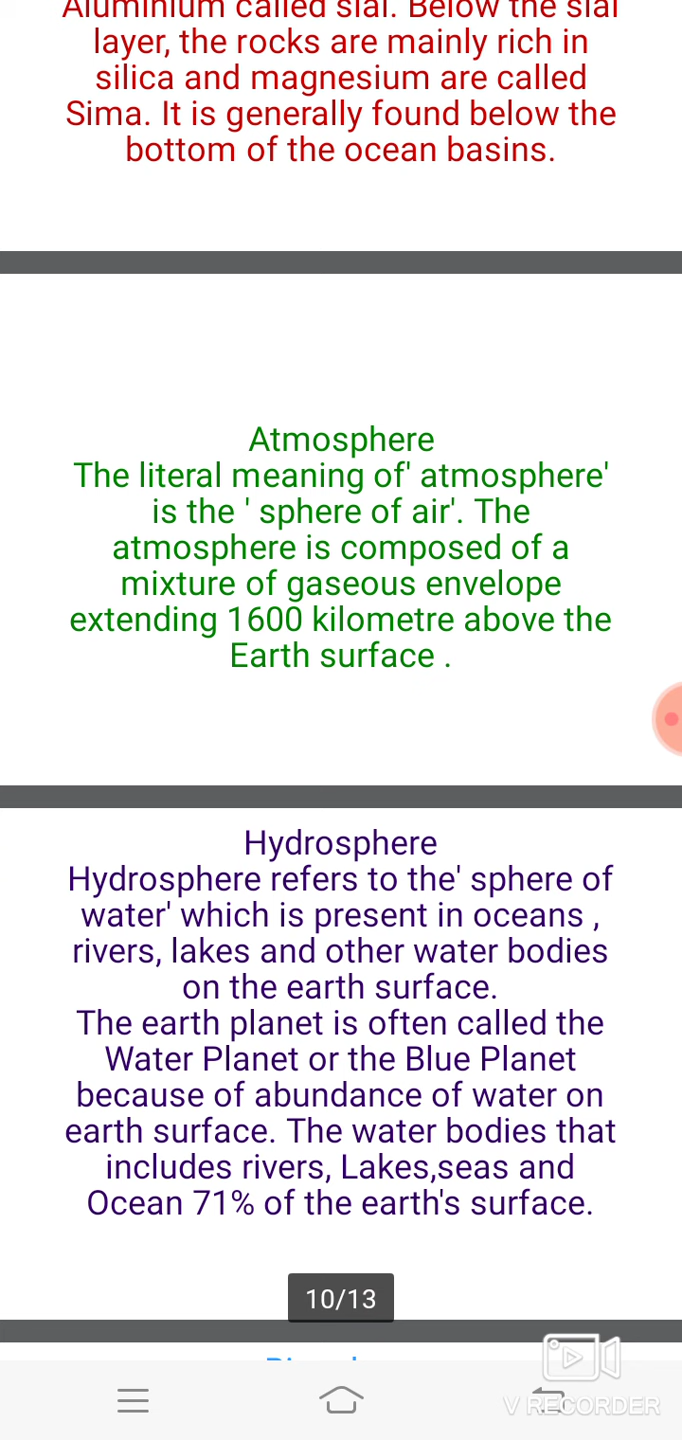 Aluminium called sial. Below the sial
layer, the rocks are mainly rich in
silica and magnesium are called
Sima. It is generally found below the
bottom of the ocean basins.
Atmosphere
The literal meaning of' atmosphere'
is the ' sphere of air'. The
atmosphere is composed of a
mixture of gaseous envelope
extending 1600 kilometre above the
Earth surface .
Hydrosphere
Hydrosphere refers to the' sphere of
water' which is present in oceans ,
rivers, lakes and other water bodies
on the earth surface.
The earth planet is often called the
Water Planet or the Blue Planet
because of abundance of water on
earth surface. The water bodies that
includes rivers, Lakes,seas and
Ocean 71% of the earth's surface.
10/13
V RECORDER